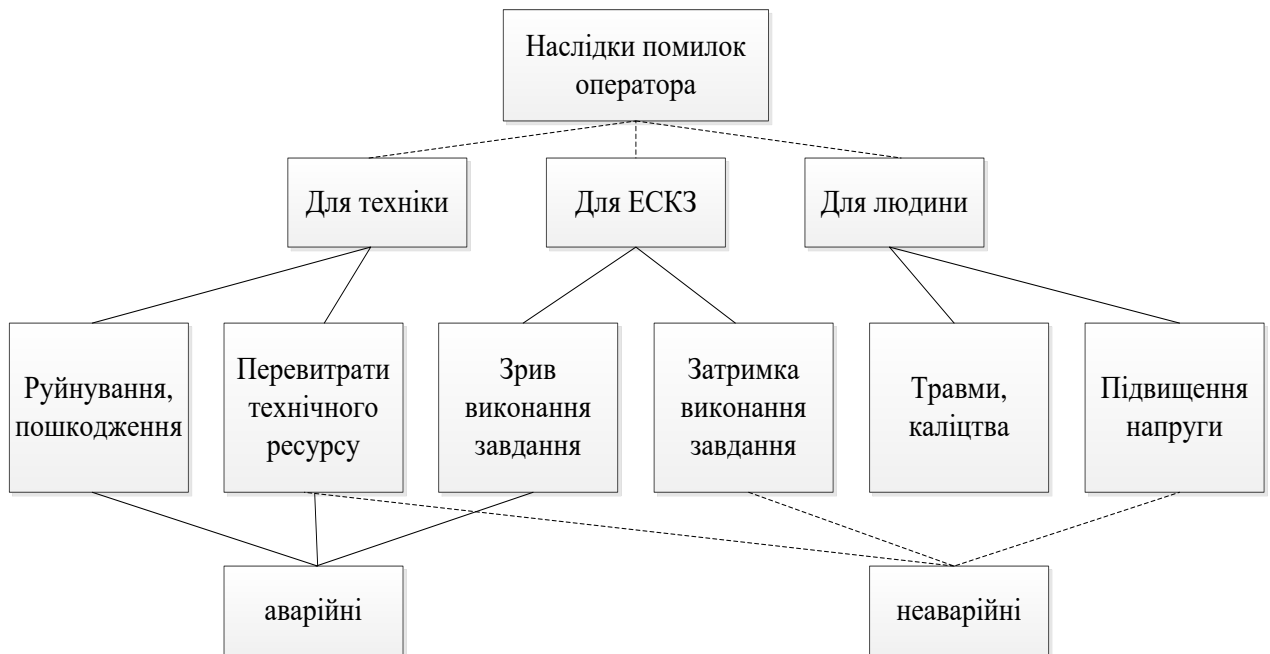 Наслідки помилок
оператора
Для техніки
Для ЕСКЗ
Для людини
Руйнування,
пошкодження
Перевитрати
технічного
ресурсу
Зрив
виконання
завдання
Затримка
виконання
завдання
Травми,
каліцтва
Підвищення
напруги
аварійні
неаварійні